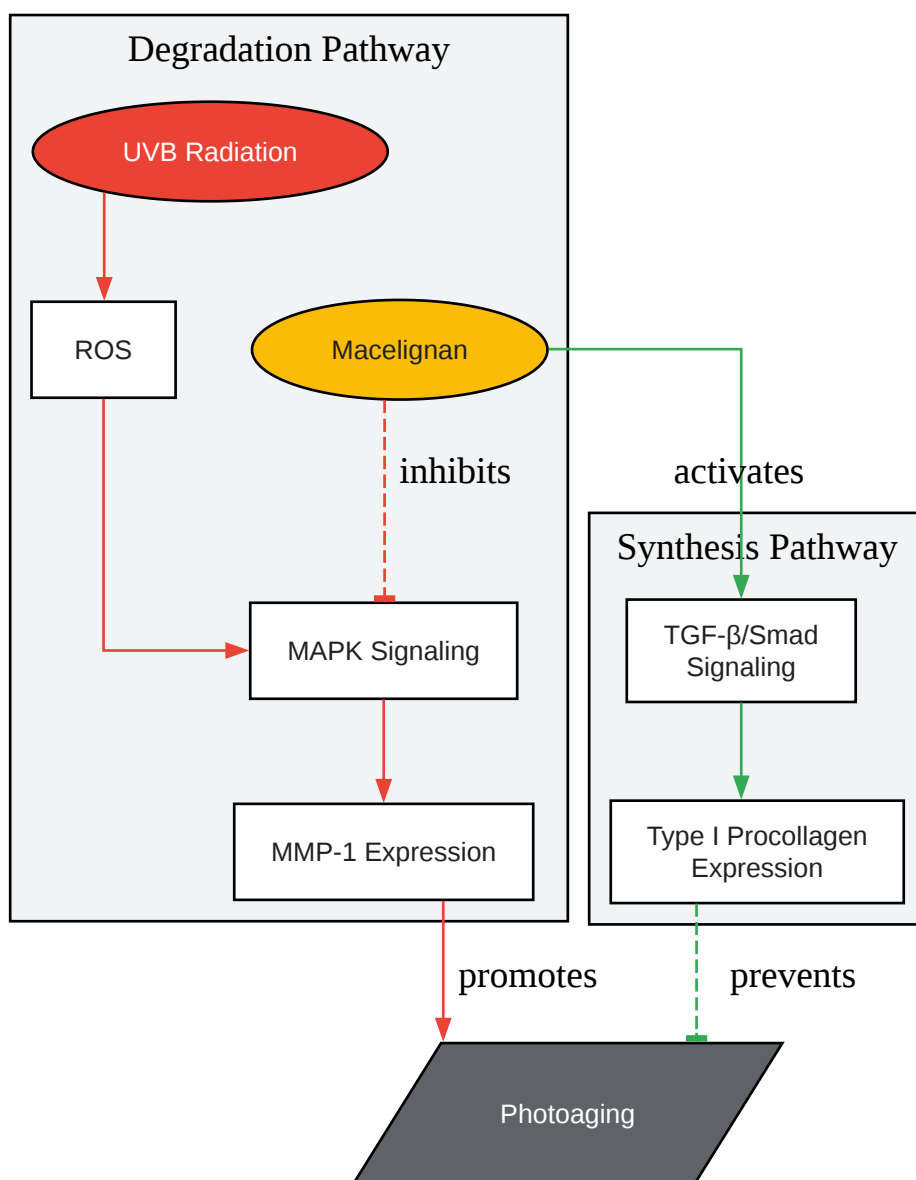 Degradation Pathway
UVB Radiation
ROS
Macelignan
inhibits
activates
Synthesis Pathway
MAPK Signaling
TGF-β/Smad
Signaling
MMP-1 Expression
Type I Procollagen
Expression
promotes
prevents
Photoaging